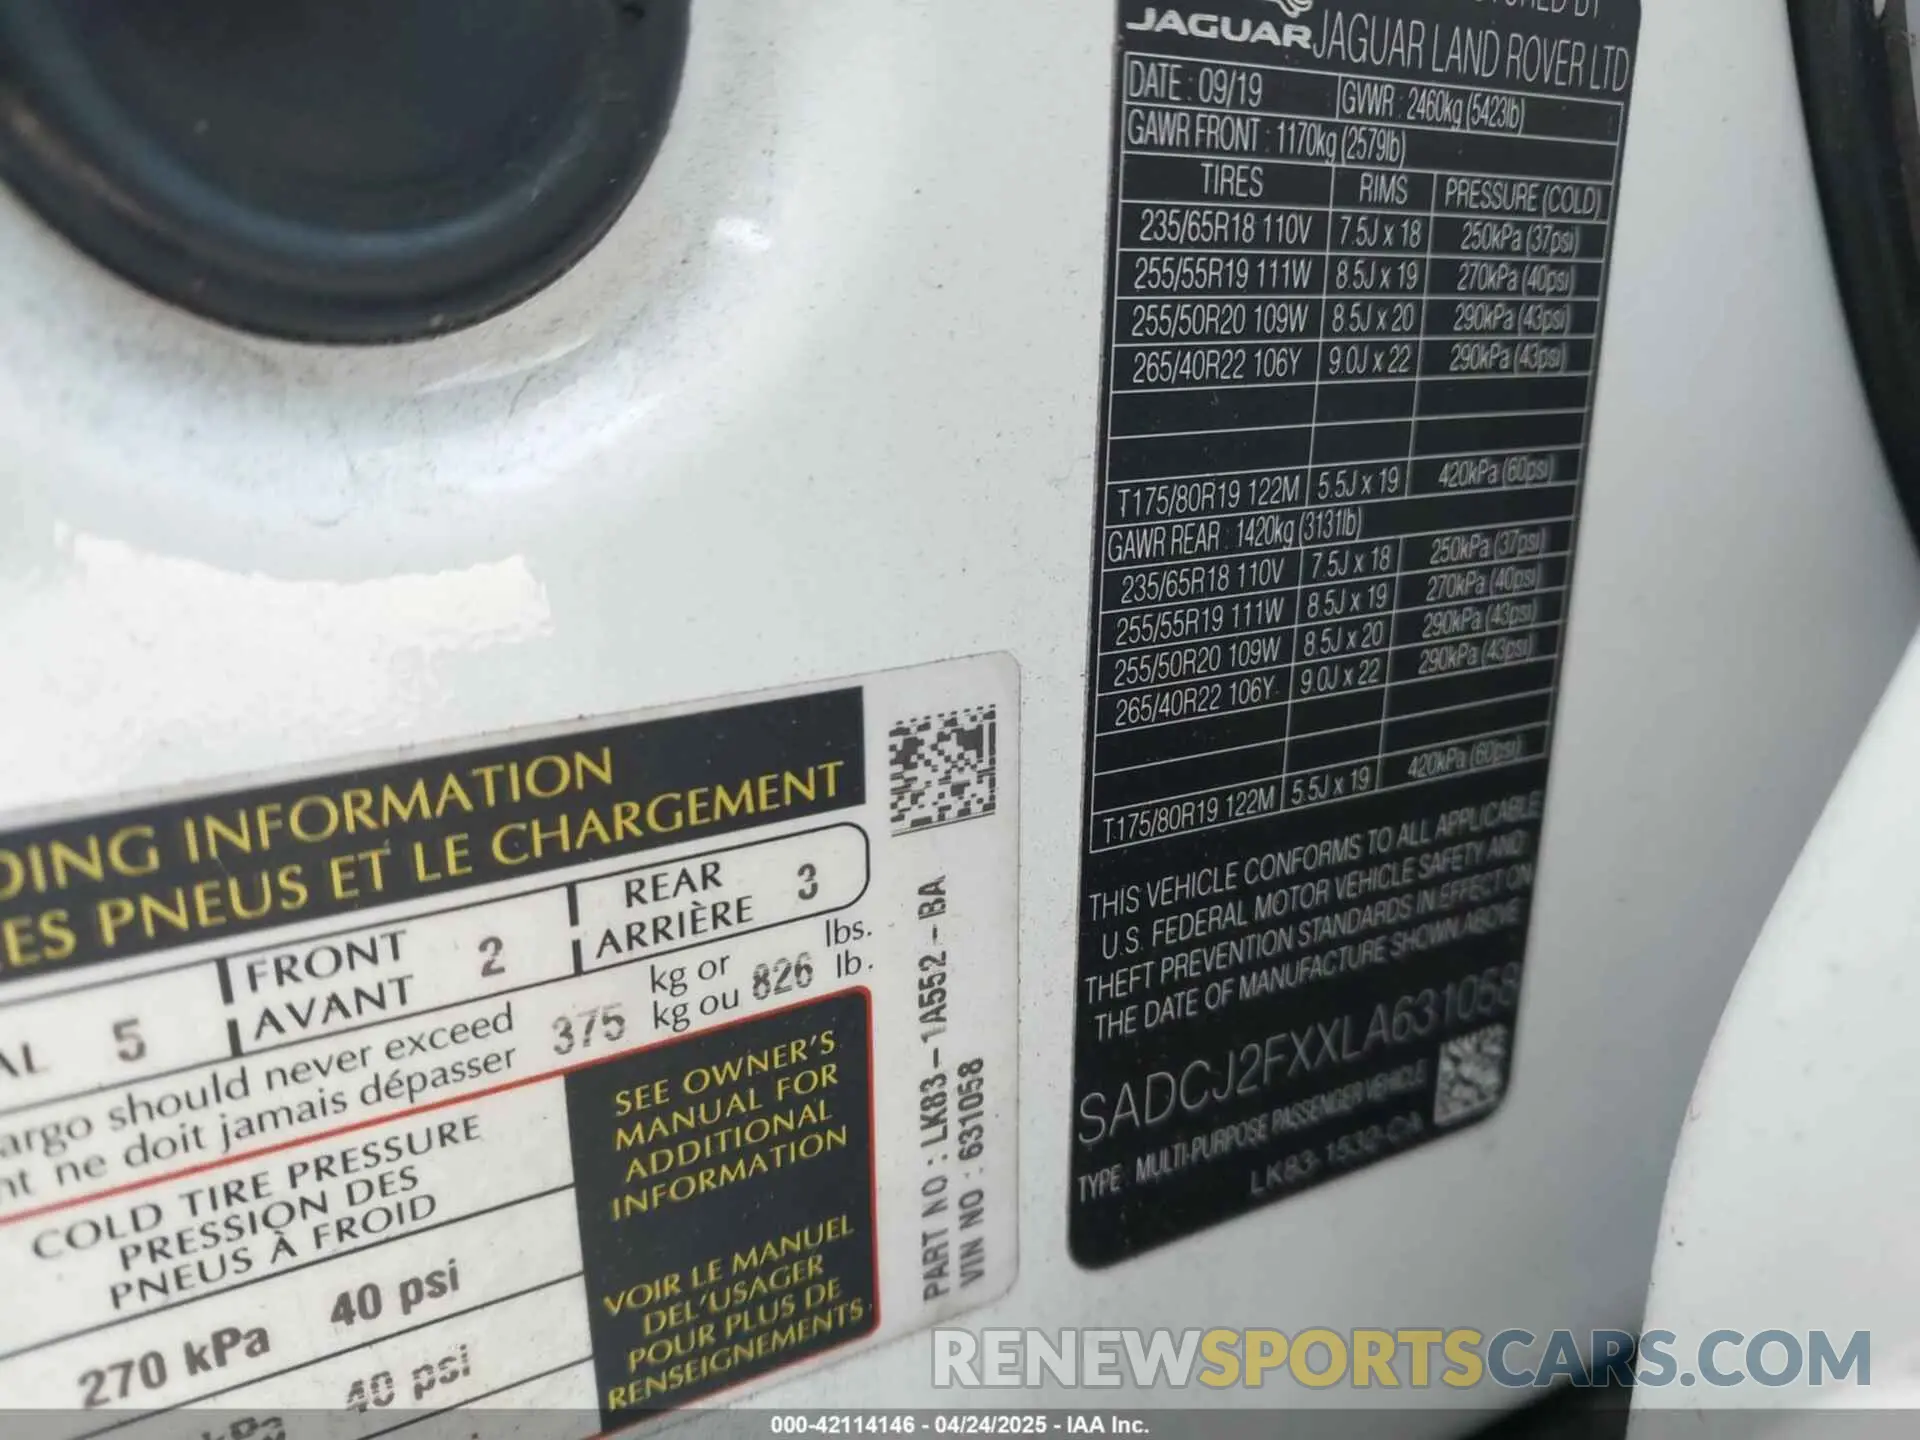 JAGUAR JAGUAR LAND ROVER LTD
DATE : 09/19 GVWR : 2460kg (5423lb)
GAWR FRONT : 1170kg (2579lb)
TIRES RIMS PRESSURE (COLD)
235/65R18 110V 7.5J x 18 250kPa (37psi)
255/55R19 111W 8.5J x 19 270kPa (40psi)
255/50R20 109W 8.5J x 20 290kPa (43psi)
265/40R22 106Y 9.0J x 22 290kPa (43psi)
T175/80R19 122M 5.5J x 19 420kPa (60psi)
GAWR REAR : 1420kg (3131lb)
235/65R18 110V 7.5J x 18 250kPa (37psi)
255/55R19 111W 8.5J x 19 270kPa (40psi)
255/50R20 109W 8.5J x 20 290kPa (43psi)
265/40R22 106Y 9.0J x 22 290kPa (43psi)
T175/80R19 122M 5.5J x 19 420kPa (60psi)
THIS VEHICLE CONFORMS TO ALL APPLICABLE
U.S. FEDERAL MOTOR VEHICLE SAFETY AND
THEFT PREVENTION STANDARDS IN EFFECT ON
THE DATE OF MANUFACTURE SHOWN ABOVE
SADCJ2FXXLA631058
TYPE : MULTI-PURPOSE PASSENGER VEHICLE
LK83-1532-CA
DING INFORMATION
ES PNEUS ET LE CHARGEMENT
AL 5 FRONT 2 REAR 3
AVANT ARRIÈRE
argo should never exceed 375 kg or 826 lbs.
nt ne doit jamais dépasser kg ou lb.
COLD TIRE PRESSURE
PRESSION DES
PNEUS À FROID
270 kPa 40 psi
kPa 40 psi
SEE OWNER'S
MANUAL FOR
ADDITIONAL
INFORMATION
VOIR LE MANUEL
DEL'USAGER
POUR PLUS DE
RENSEIGNEMENTS.
PART NO : LK83-1A552-BA
VIN NO : 631058
RENEWSPORTSCARS.COM
000-42114146 - 04/24/2025 - IAA Inc.